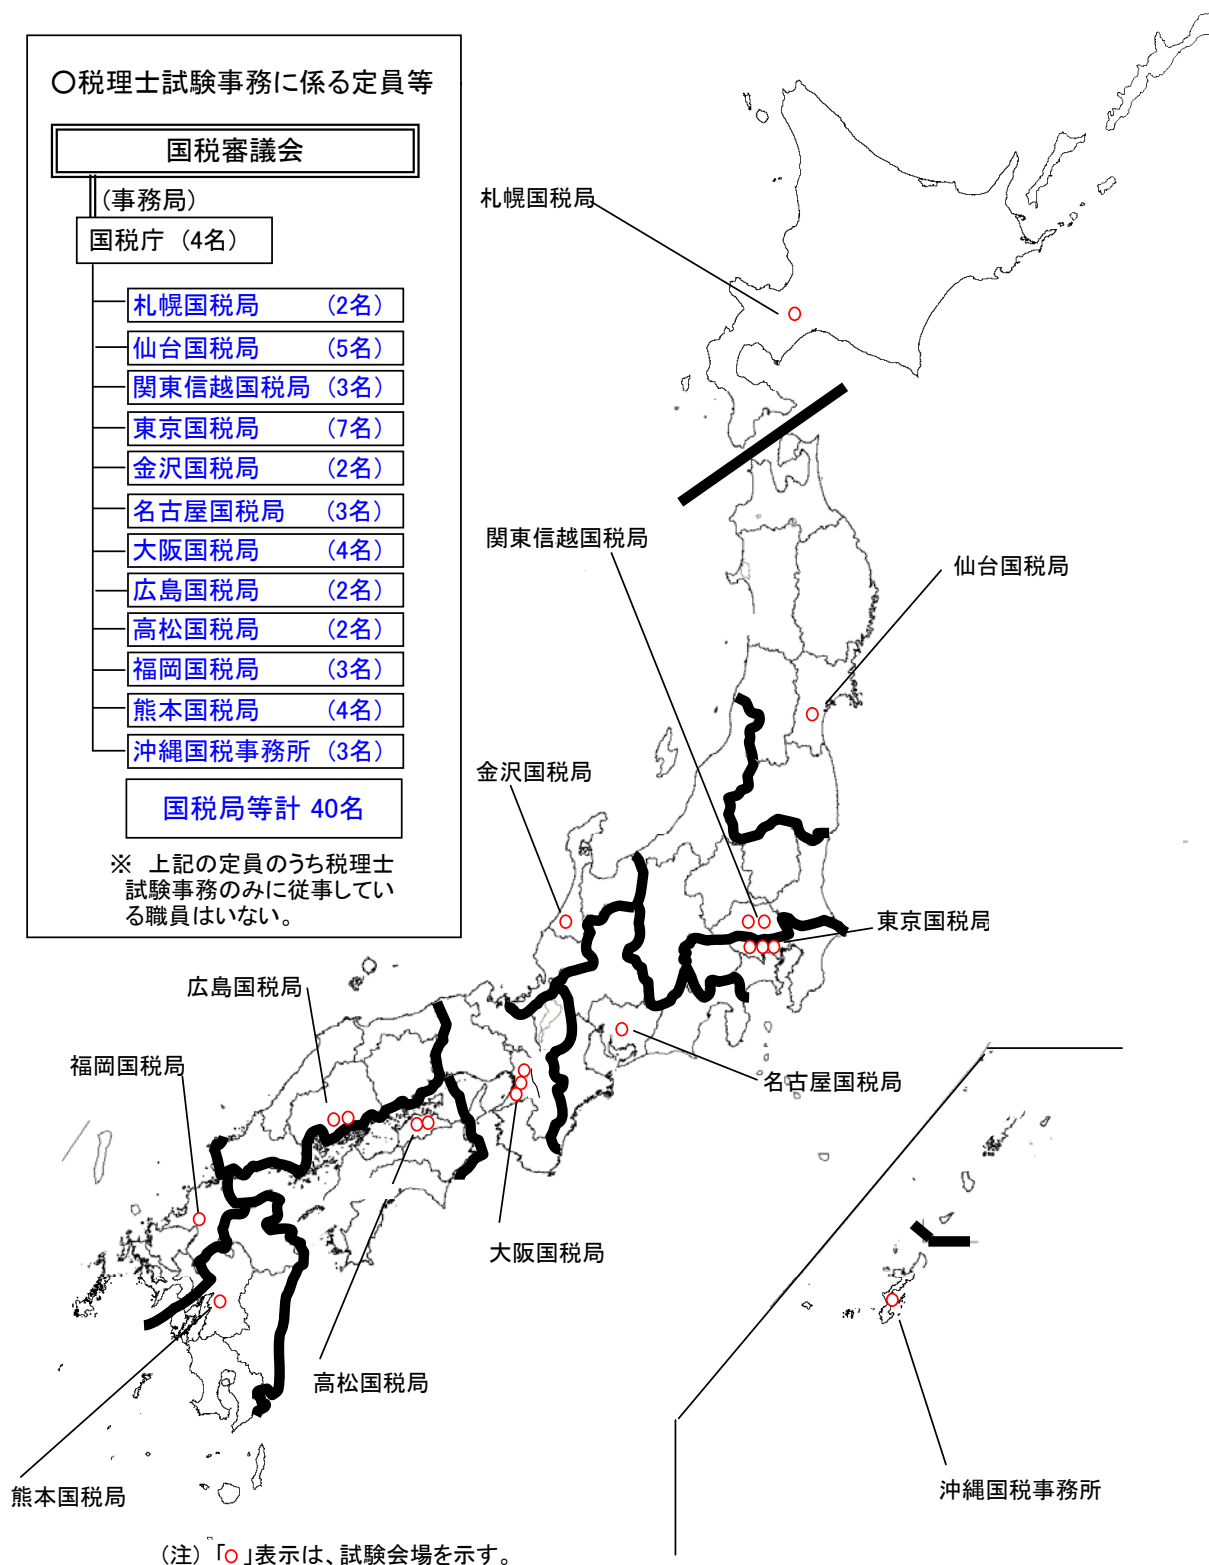 ○税理士試験事務に係る定員等
国税審議会
(事務局)
国税庁 (4名)
札幌国税局 (2名)
仙台国税局 (5名)
関東信越国税局 (3名)
東京国税局 (7名)
金沢国税局 (2名)
名古屋国税局 (3名)
大阪国税局 (4名)
広島国税局 (2名)
高松国税局 (2名)
福岡国税局 (3名)
熊本国税局 (4名)
沖縄国税事務所 (3名)
国税局等計 40名
※ 上記の定員のうち税理士
試験事務のみに従事してい
る職員はいない。
札幌国税局
関東信越国税局
仙台国税局
金沢国税局
東京国税局
広島国税局
福岡国税局
名古屋国税局
大阪国税局
高松国税局
熊本国税局
沖縄国税事務所
(注)「○」表示は、試験会場を示す。